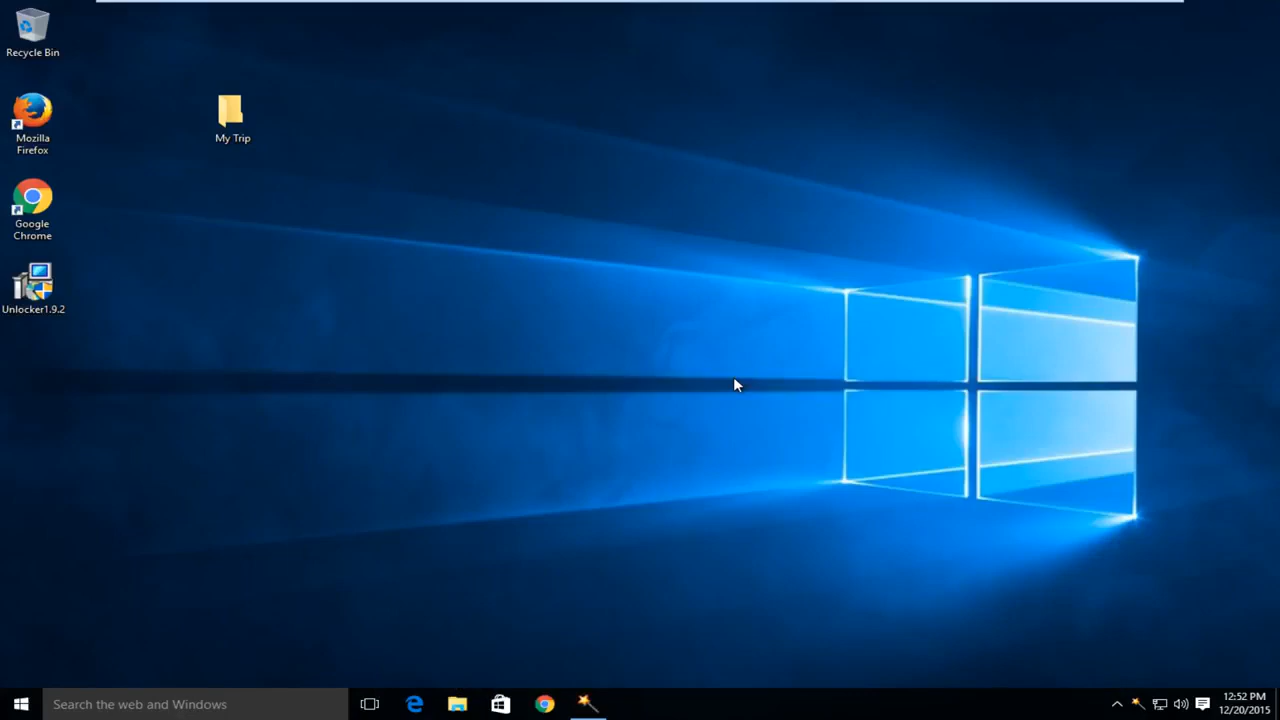 Recycle Bin
Mozilla
Firefox
Google
Chrome
Unlocker1.9.2
My Trip
Search the web and Windows
12:52 PM
12/20/2015